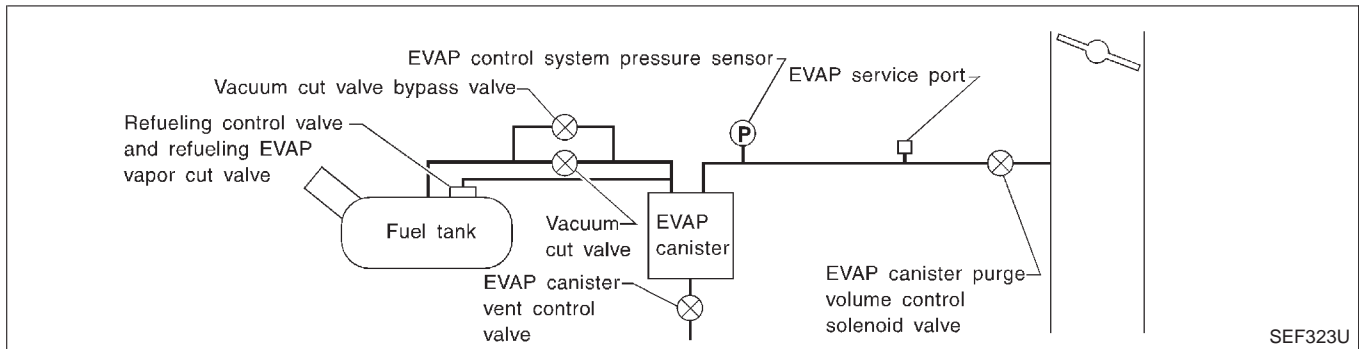 EVAP control system pressure sensor
EVAP service port
Vacuum cut valve bypass valve
Refueling control valve
and refueling EVAP
vapor cut valve
P
Fuel tank
Vacuum
cut valve
EVAP
canister
EVAP canister
vent control
valve
EVAP canister purge
volume control
solenoid valve
SEF323U